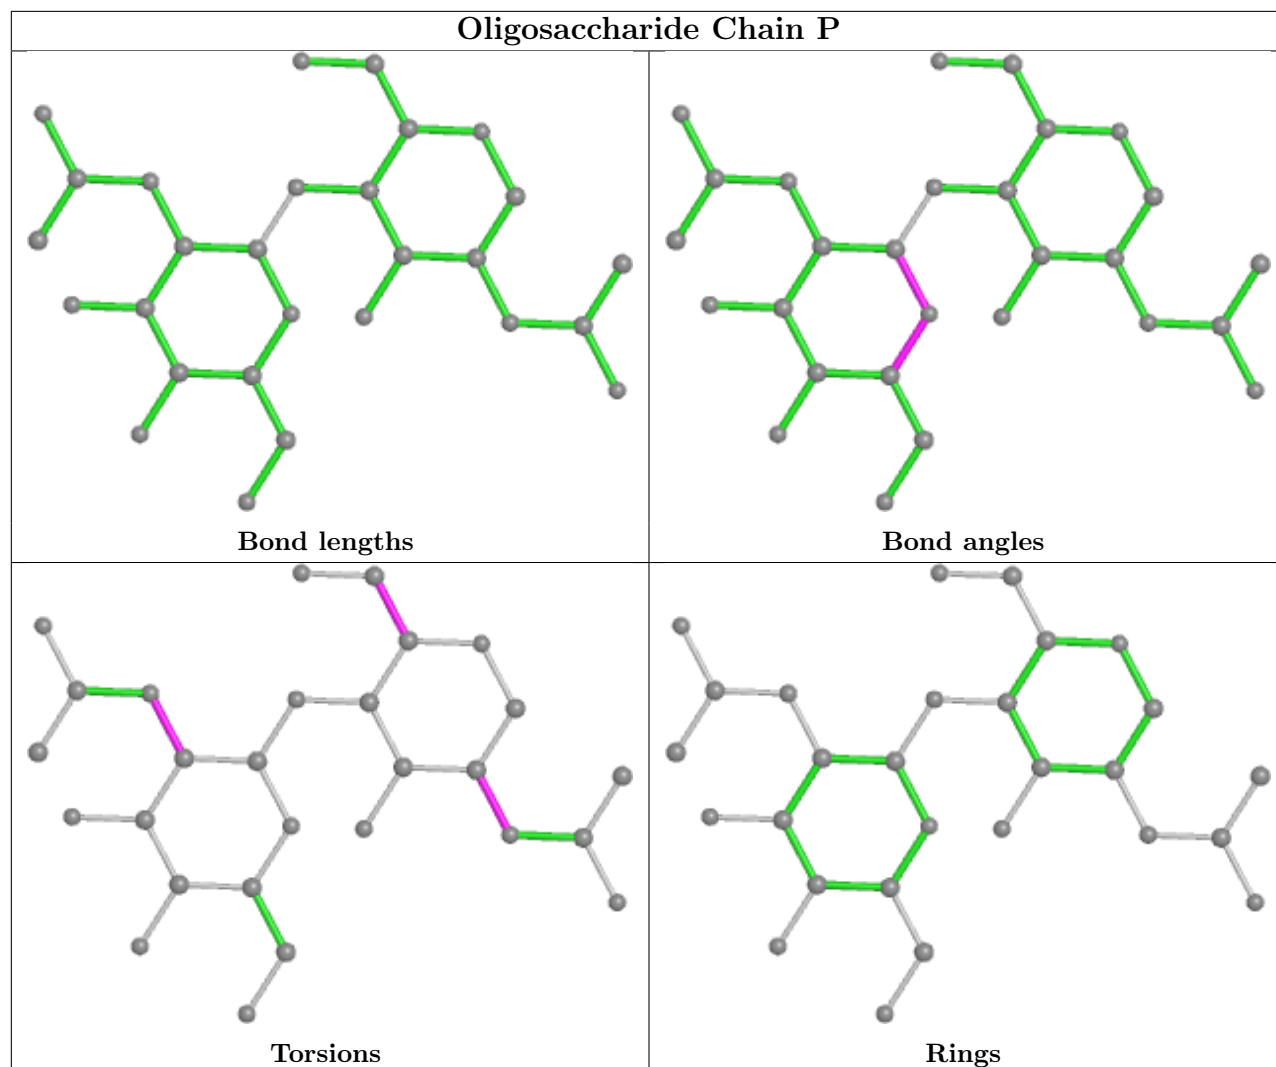 Oligosaccharide Chain P
Bond lengths
Bond angles
Torsions
Rings